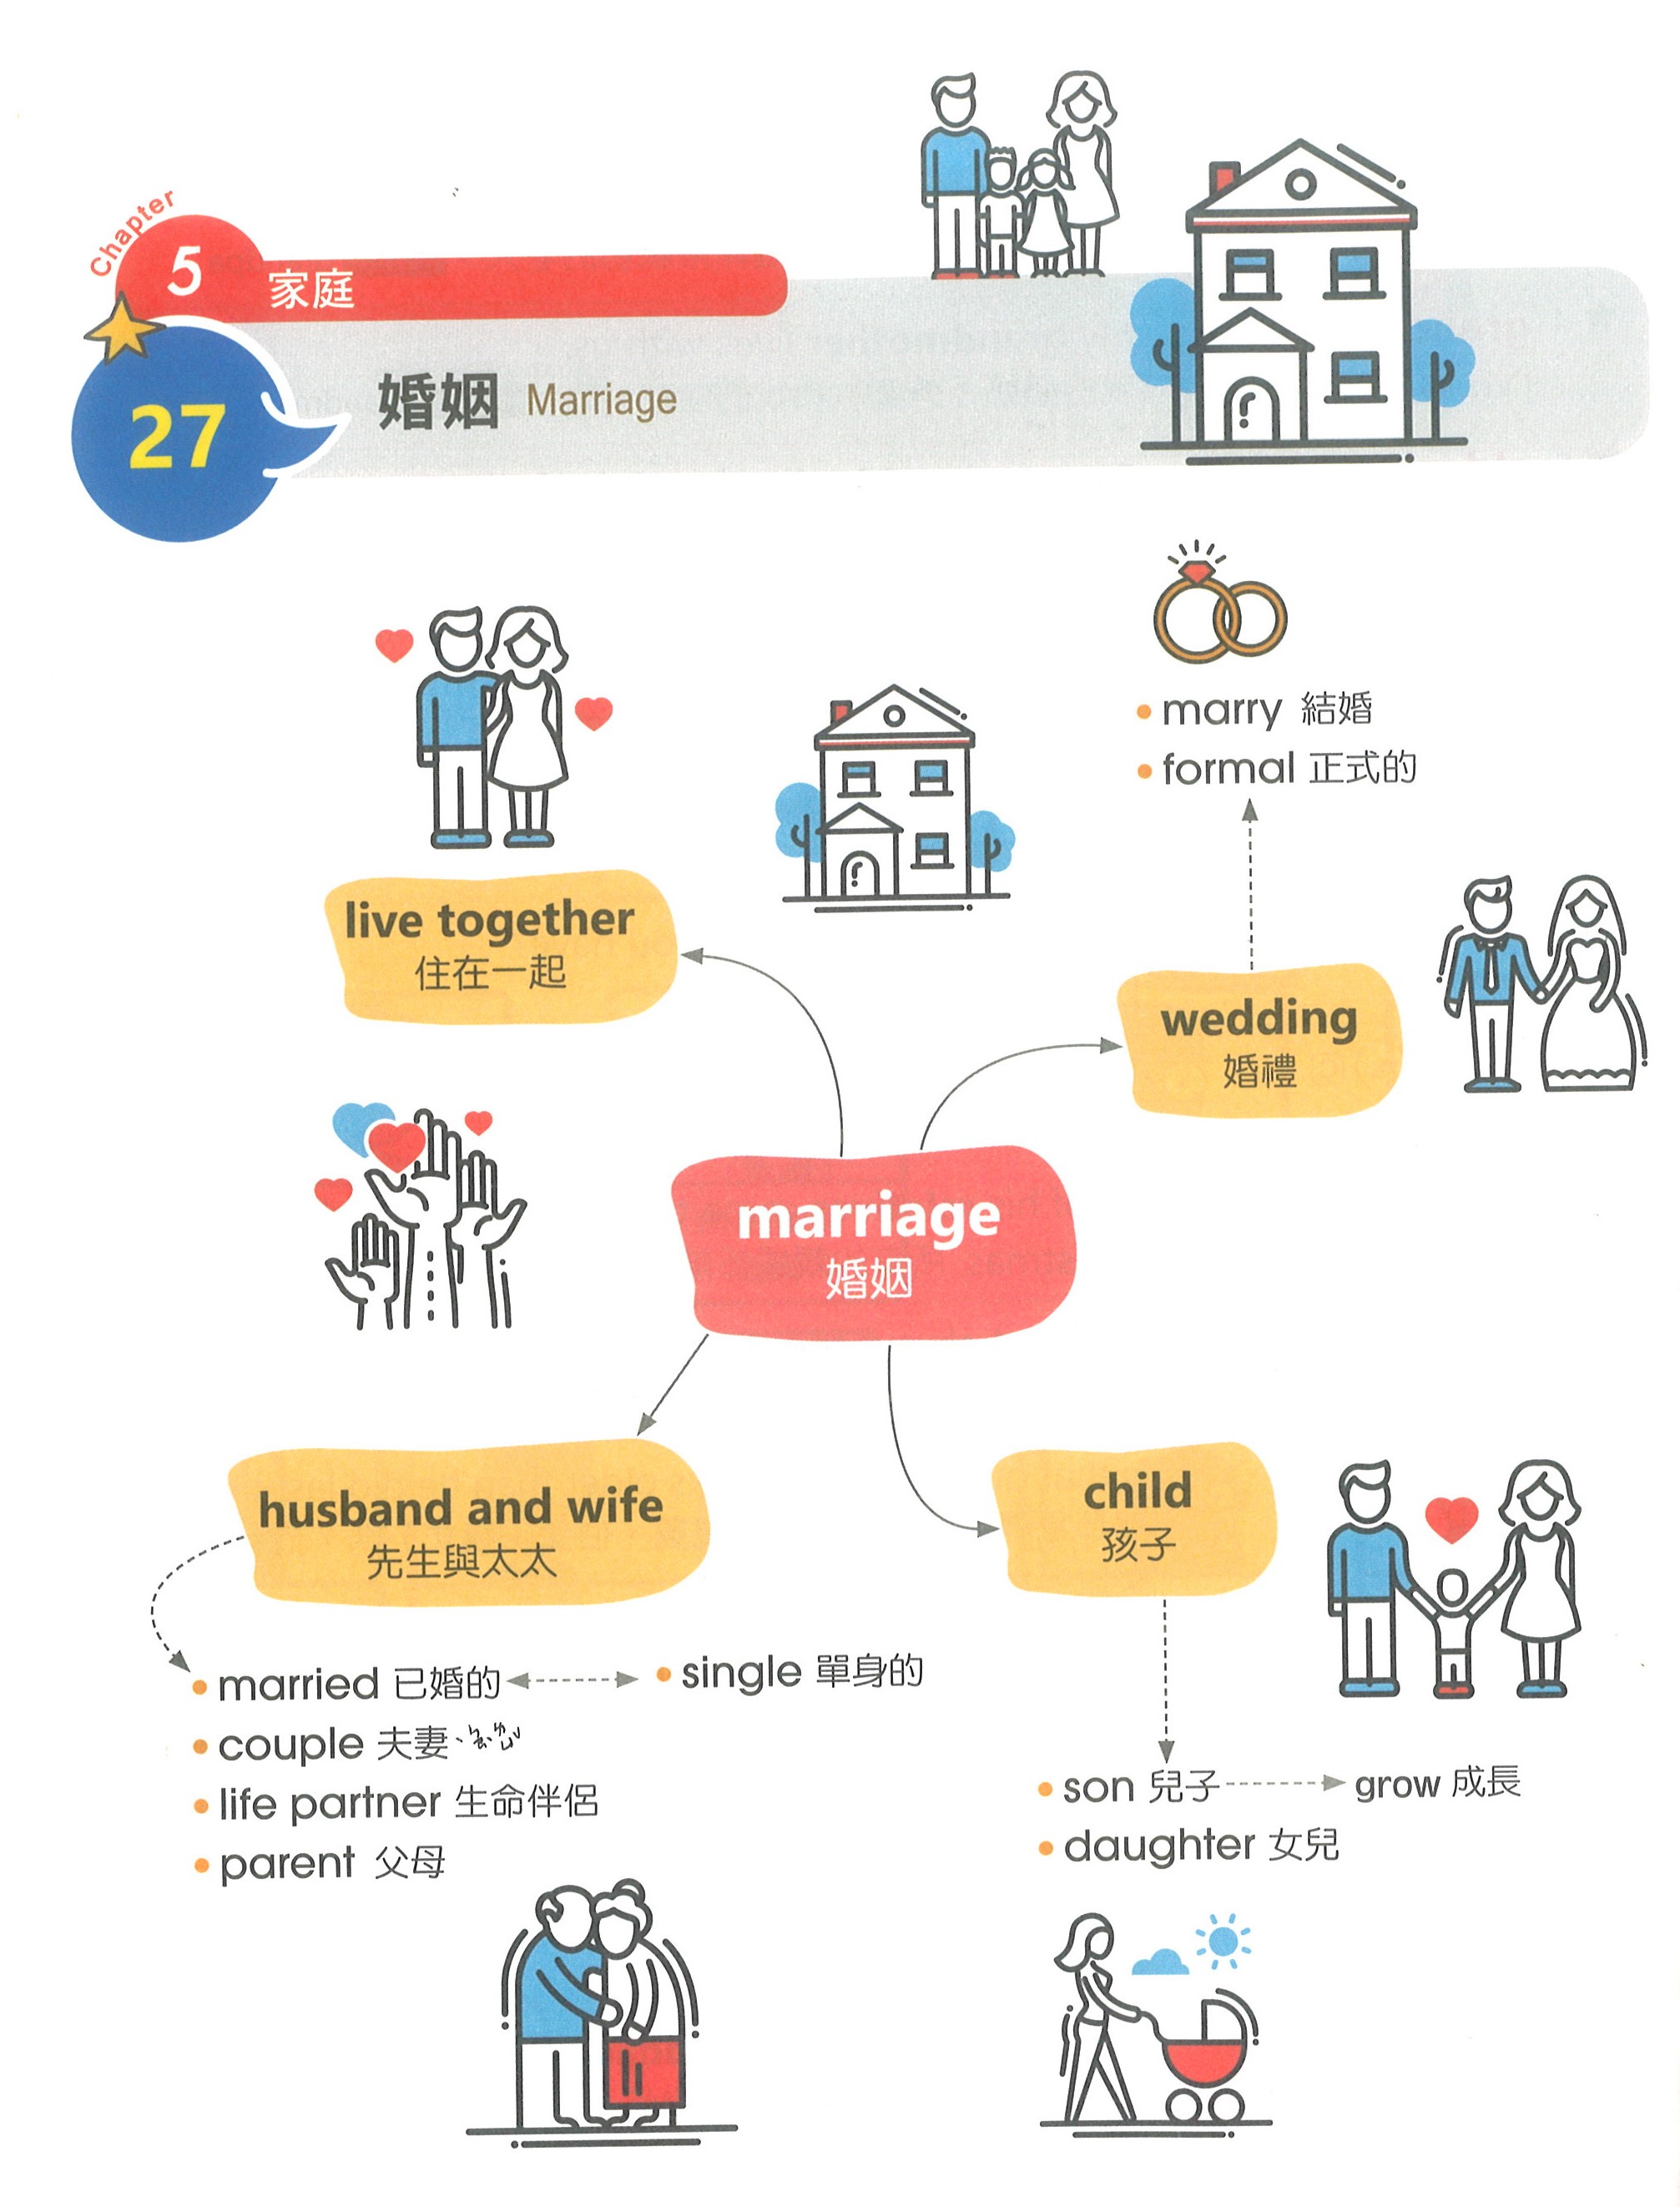 Chapter
5 家庭
27 婚姻 Marriage
marry 結婚
formal 正式的
live together
住在一起
wedding
婚禮
marriage
婚姻
husband and wife
先生與太太
child
孩子
married 已婚的
single 單身的
couple 夫妻
life partner 生命伴侶
parent 父母
son 兒子
grow 成長
daughter 女兒